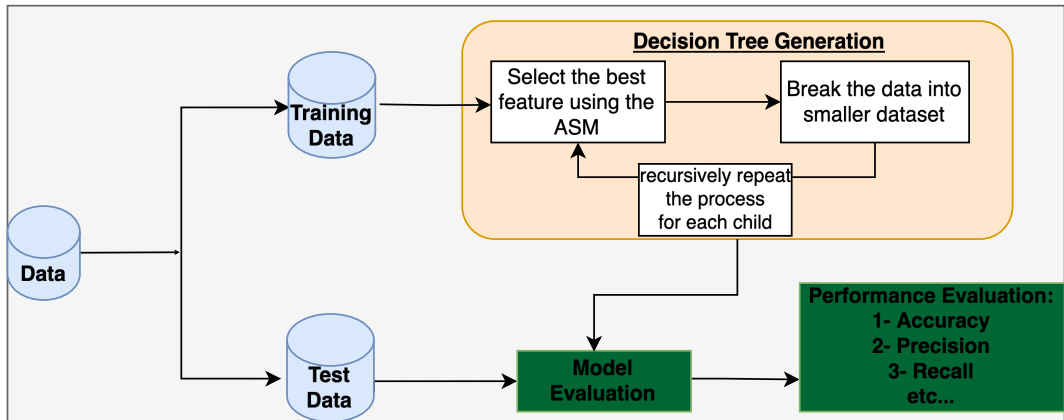 Decision Tree Generation
Select the best
feature using the
ASM
Break the data into
smaller dataset
recursively repeat
the process
for each child
Training
Data
Data
Test
Data
Model
Evaluation
Performance Evaluation:
1- Accuracy
2- Precision
3- Recall
etc...